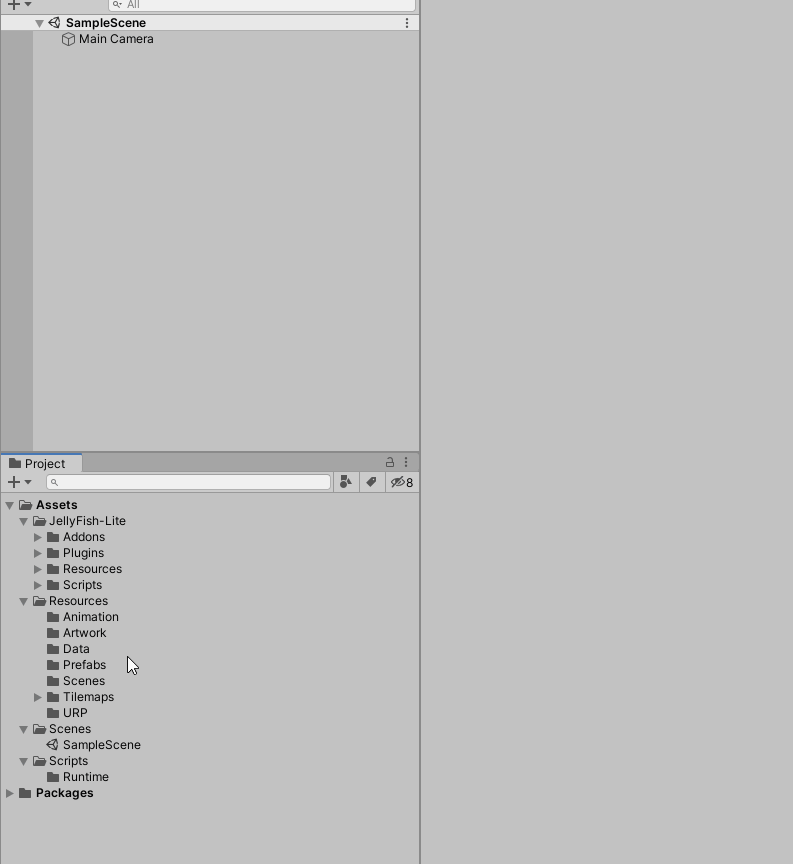 All
SampleScene
Main Camera
Project
8
Assets
JellyFish-Lite
Addons
Plugins
Resources
Scripts
Resources
Animation
Artwork
Data
Prefabs
Scenes
Tilemaps
URP
Scenes
SampleScene
Scripts
Runtime
Packages